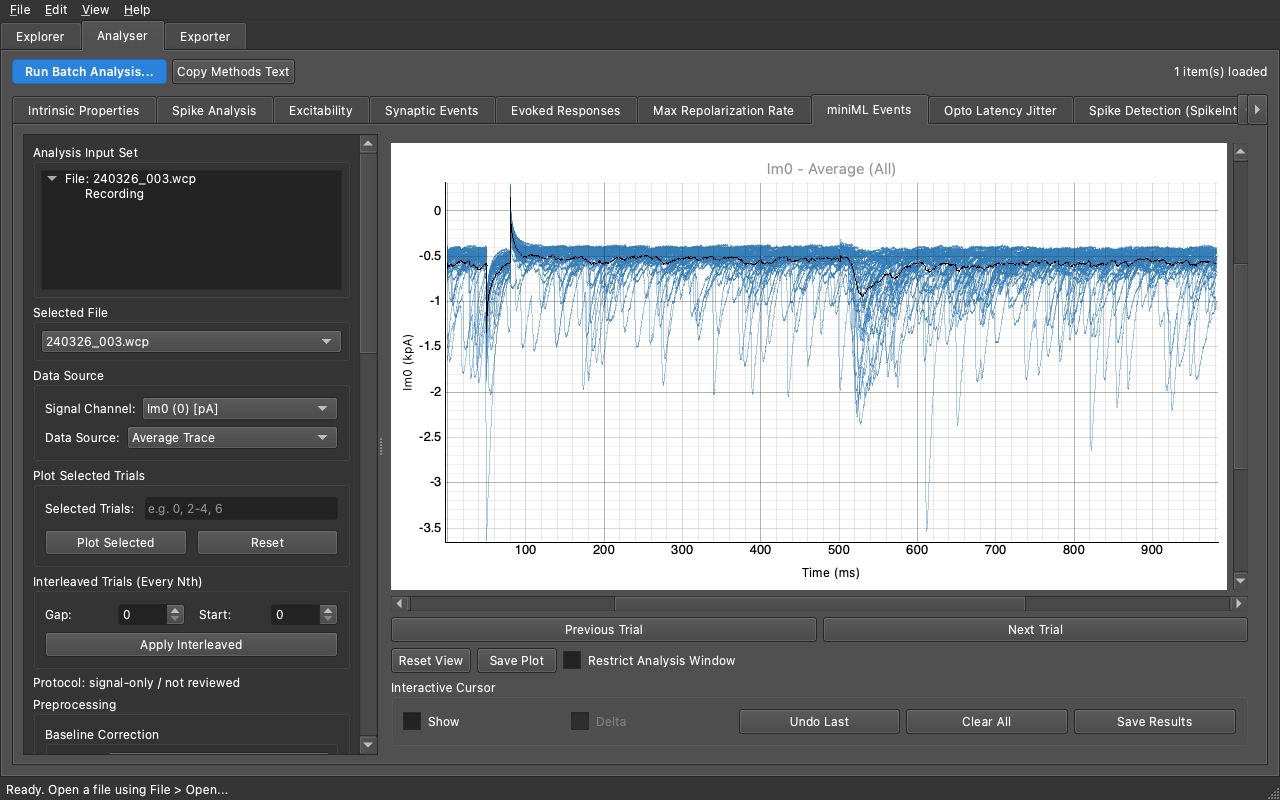 File Edit View Help
Explorer Analyser Exporter
Run Batch Analysis... Copy Methods Text 1 item(s) loaded
Intrinsic Properties Spike Analysis Excitability Synaptic Events Evoked Responses Max Repolarization Rate miniML Events Opto Latency Jitter Spike Detection (SpikeInt
Analysis Input Set
File: 240326_003.wcp
Recording
Selected File
240326_003.wcp
Data Source
Signal Channel: Im0 (0) [pA]
Data Source: Average Trace
Plot Selected Trials
Selected Trials: e.g. 0, 2-4, 6
Plot Selected Reset
Interleaved Trials (Every Nth)
Gap: 0 Start: 0
Apply Interleaved
Protocol: signal-only / not reviewed
Preprocessing
Baseline Correction
Im0 - Average (All)
0
-0.5
-1
-1.5
-2
-2.5
-3
-3.5
Im0 (kpA)
100 200 300 400 500 600 700 800 900
Time (ms)
Previous Trial Next Trial
Reset View Save Plot Restrict Analysis Window
Interactive Cursor
Show Delta Undo Last Clear All Save Results
Ready. Open a file using File > Open...